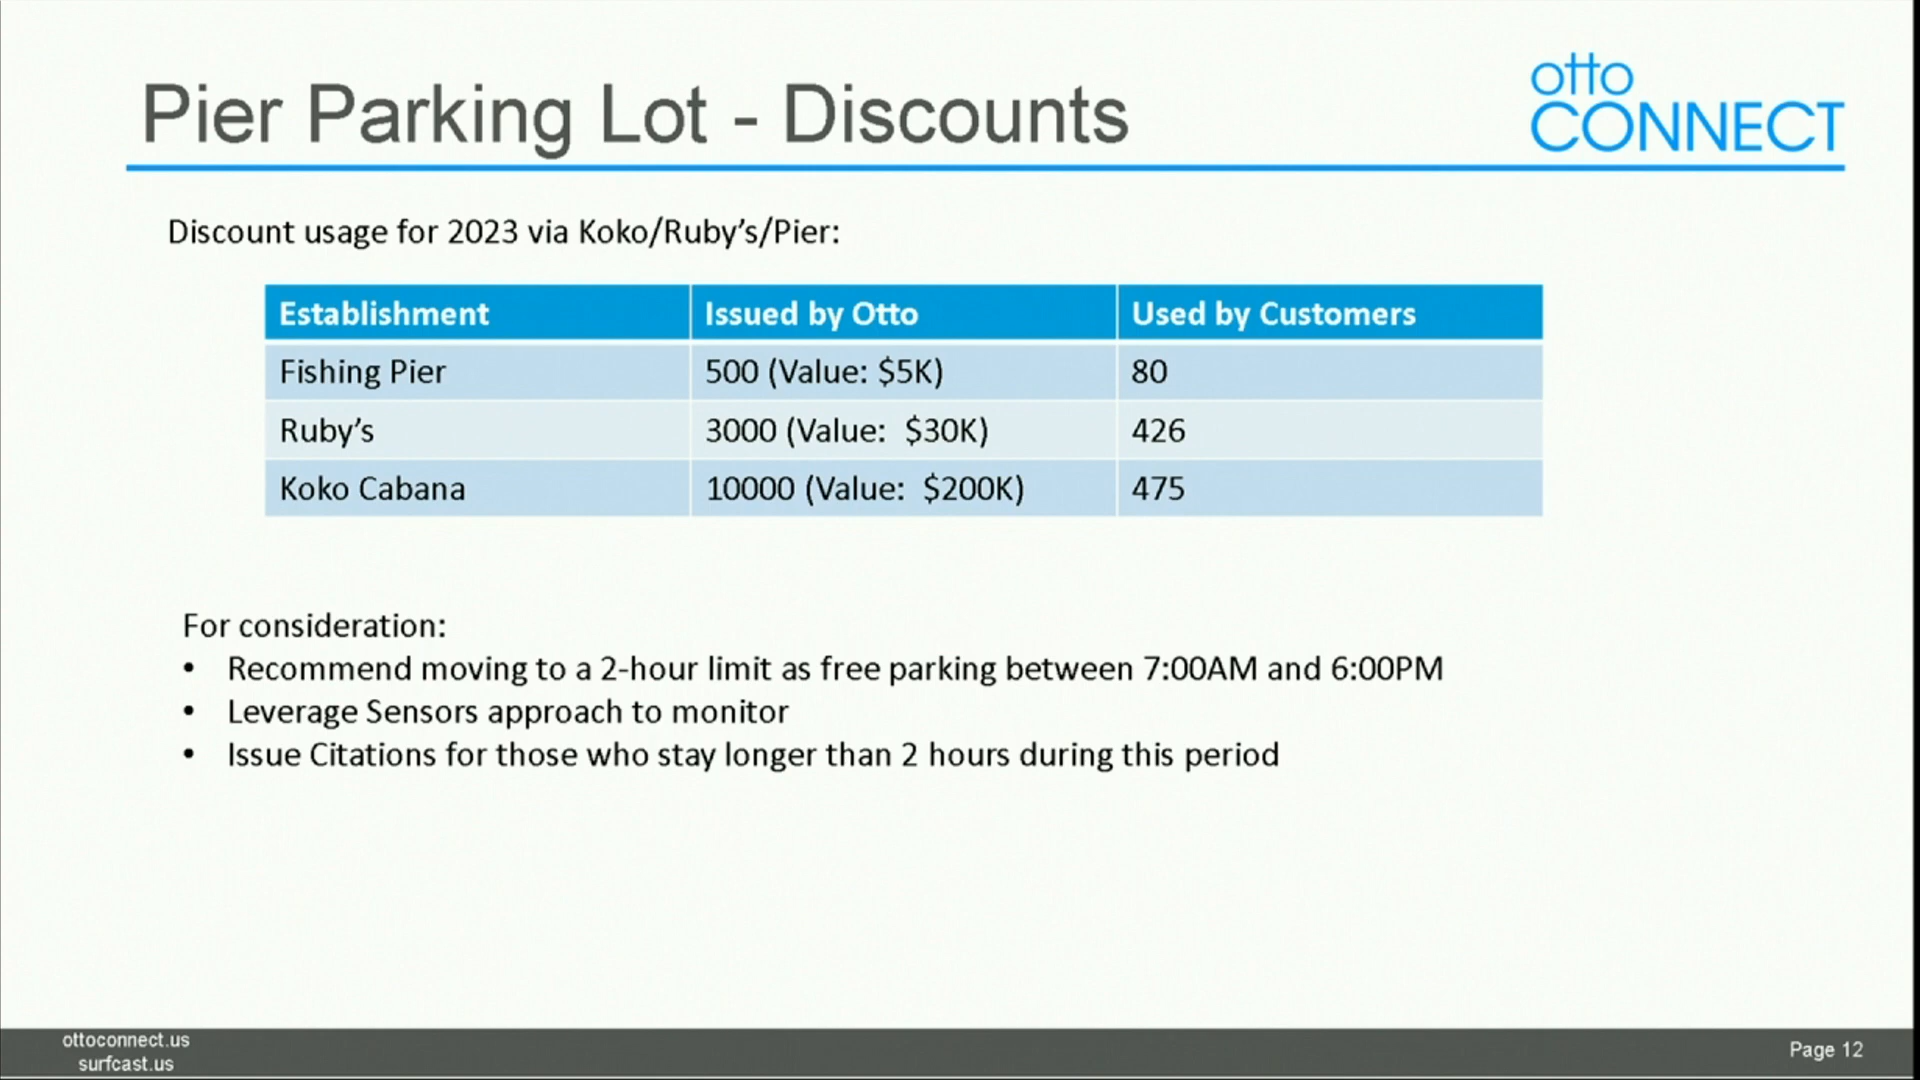 Pier Parking Lot - Discounts
otto
CONNECT
Discount usage for 2023 via Koko/Ruby’s/Pier:
Establishment Issued by Otto Used by Customers
Fishing Pier 500 (Value: $5K) 80
Ruby’s 3000 (Value: $30K) 426
Koko Cabana 10000 (Value: $200K) 475
For consideration:
• Recommend moving to a 2-hour limit as free parking between 7:00AM and 6:00PM
• Leverage Sensors approach to monitor
• Issue Citations for those who stay longer than 2 hours during this period
ottoconnect.us
surfcast.us
Page 12